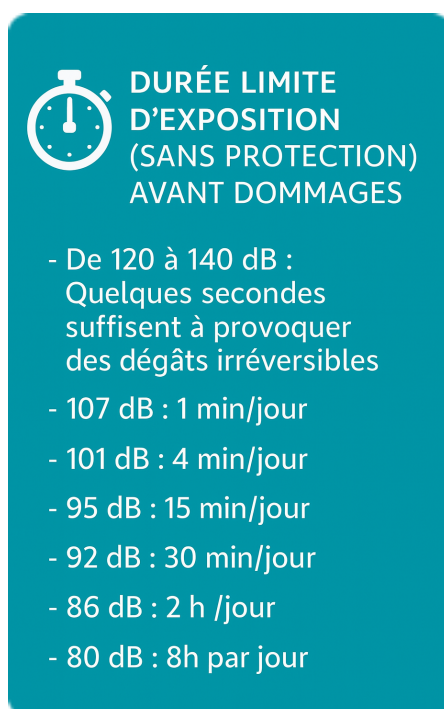 DURÉE LIMITE
D’EXPOSITION
(SANS PROTECTION)
AVANT DOMMAGES
- De 120 à 140 dB :
Quelques secondes
suffisent à provoquer
des dégâts irréversibles
- 107 dB : 1 min/jour
- 101 dB : 4 min/jour
- 95 dB : 15 min/jour
- 92 dB : 30 min/jour
- 86 dB : 2 h /jour
- 80 dB : 8h par jour